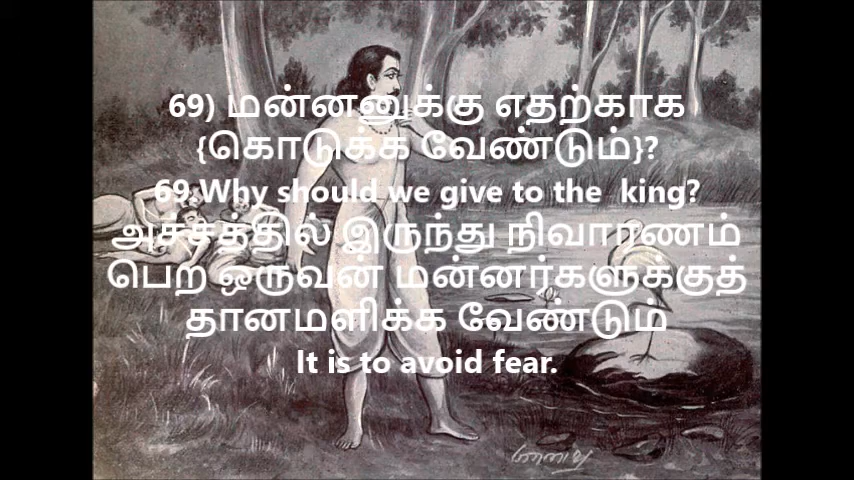 69) மன்னனுக்கு எதற்காக
{கொடுக்க வேண்டும்}?
69.Why should we give to the king?
அச்சத்தில் இருந்து நிவாரணம்
பெற ஒருவன் மன்னர்களுக்குத்
தானமளிக்க வேண்டும்
It is to avoid fear.